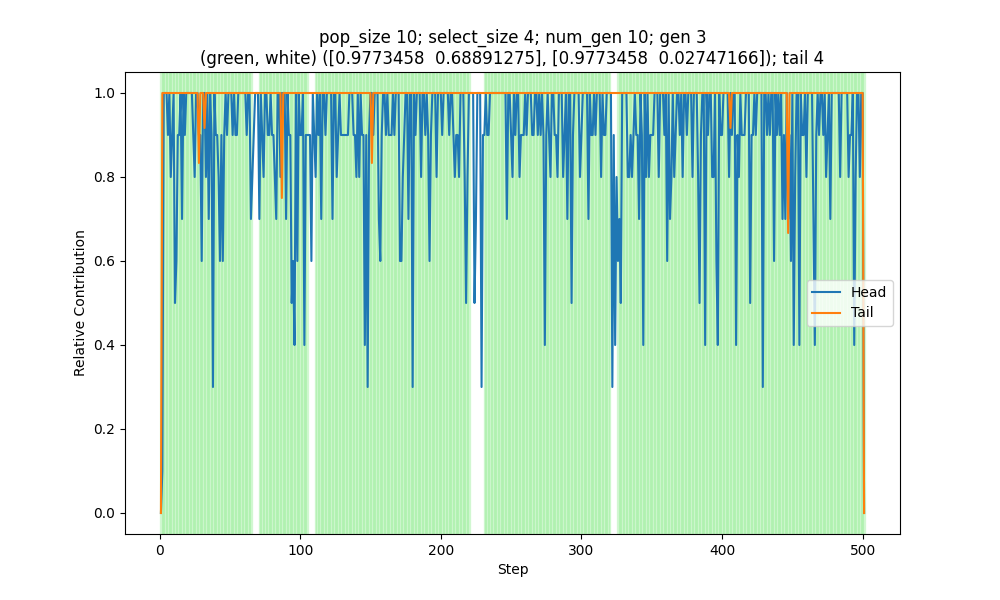 pop_size 10; select_size 4; num_gen 10; gen 3
(green, white) ([0.9773458  0.68891275], [0.9773458  0.02747166]); tail 4
1.0
0.8
0.6
0.4
0.2
0.0
Relative Contribution
Head
Tail
0 100 200 300 400 500
Step